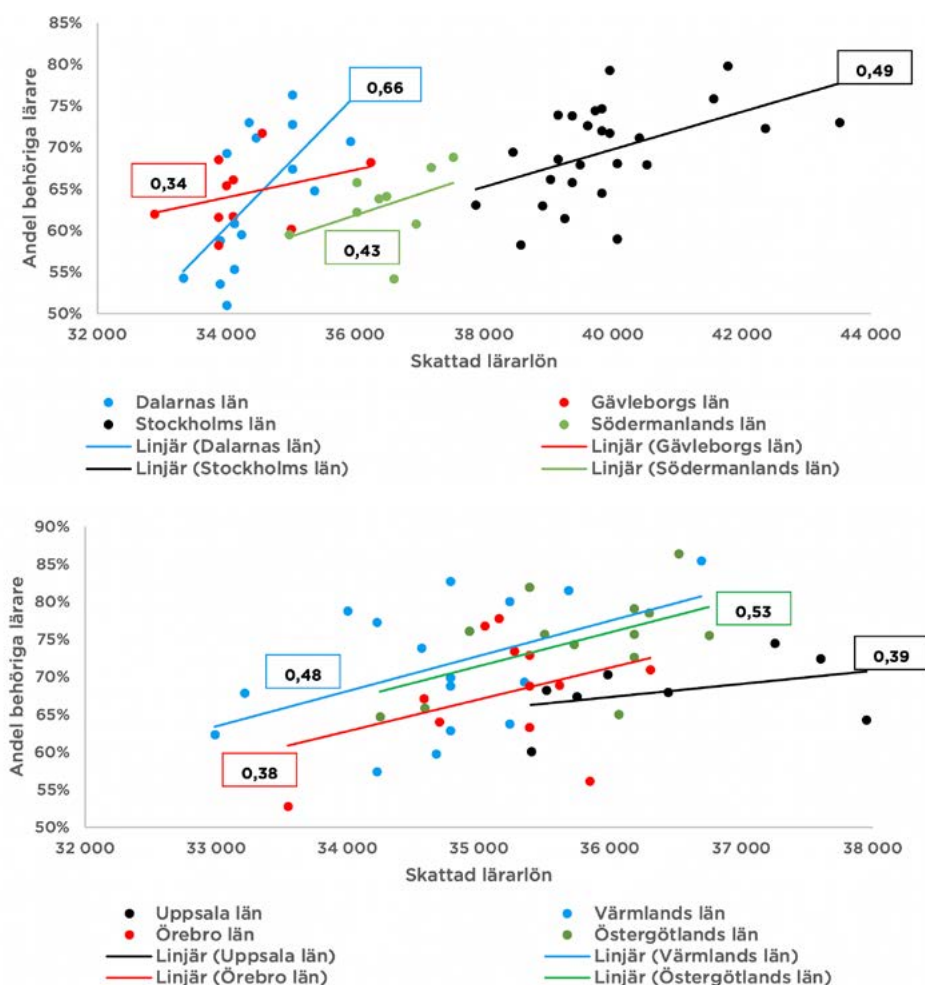 85%
80%
75%
70%
65%
60%
55%
50%
Andel behöriga lärare
0,66
0,49
0,34
0,43
32 000 34 000 36 000 38 000 40 000 42 000 44 000
Skattad lärarlön
Dalarnas län Gävleborgs län
Stockholms län Södermanlands län
Linjär (Dalarnas län) Linjär (Gävleborgs län)
Linjär (Stockholms län) Linjär (Södermanlands län)
90%
85%
80%
75%
70%
65%
60%
55%
50%
Andel behöriga lärare
0,53
0,39
0,48
0,38
32 000 33 000 34 000 35 000 36 000 37 000 38 000
Skattad lärarlön
Uppsala län Värmlands län
Örebro län Östergötlands län
Linjär (Uppsala län) Linjär (Värmlands län)
Linjär (Örebro län) Linjär (Östergötlands län)